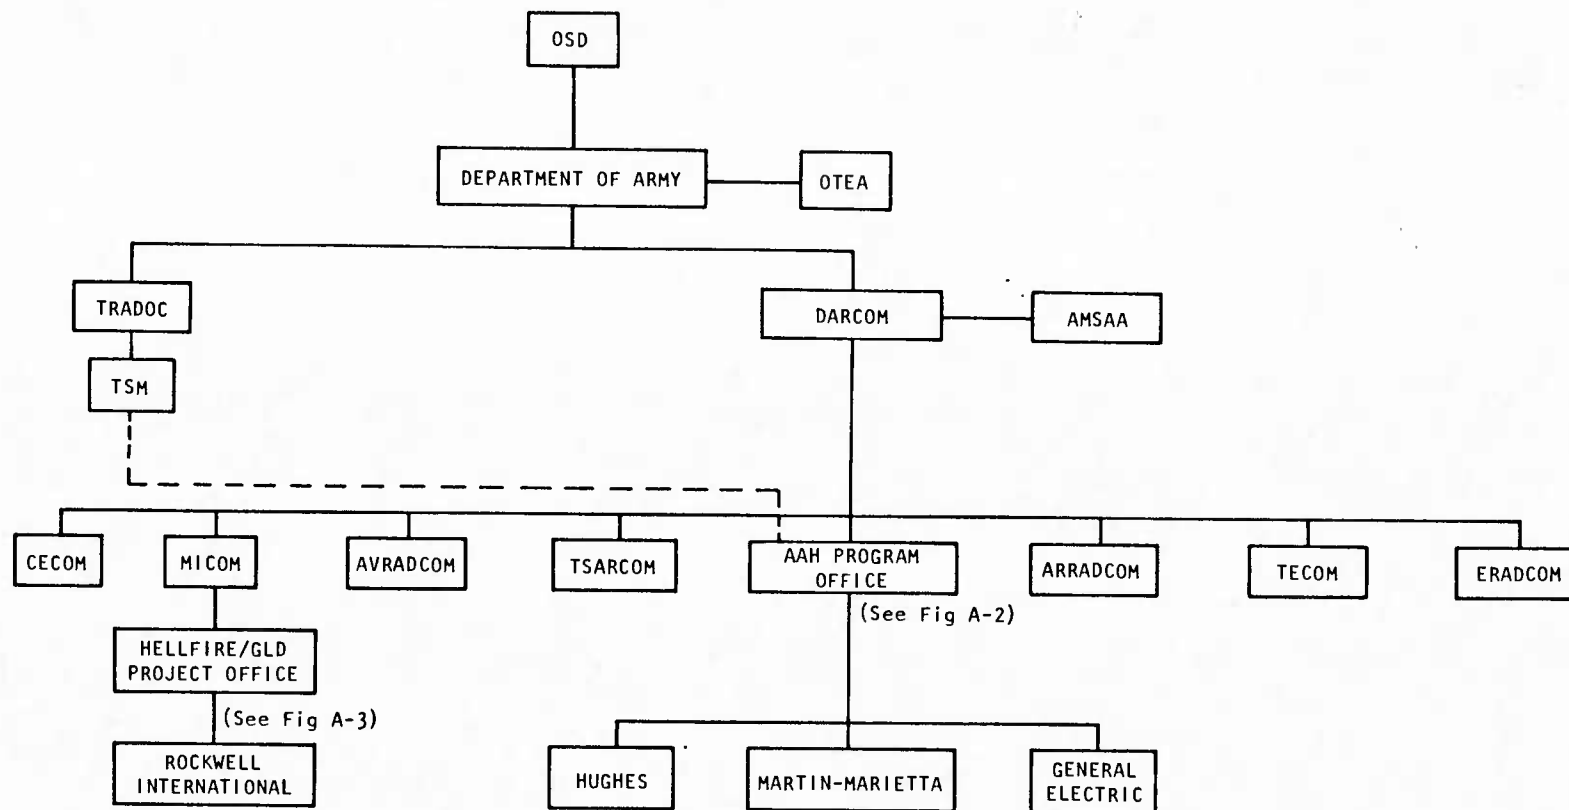 OSD
DEPARTMENT OF ARMY
OTEA
TRADOC
DARCOM
AMSAA
TSM
CECOM
MICOM
AVRADCOM
TSARCOM
AAH PROGRAM
OFFICE
ARRADCOM
TECOM
ERADCOM
(See Fig A-2)
HELLFIRE/GLD
PROJECT OFFICE
(See Fig A-3)
ROCKWELL
INTERNATIONAL
HUGHES
MARTIN-MARIETTA
GENERAL
ELECTRIC